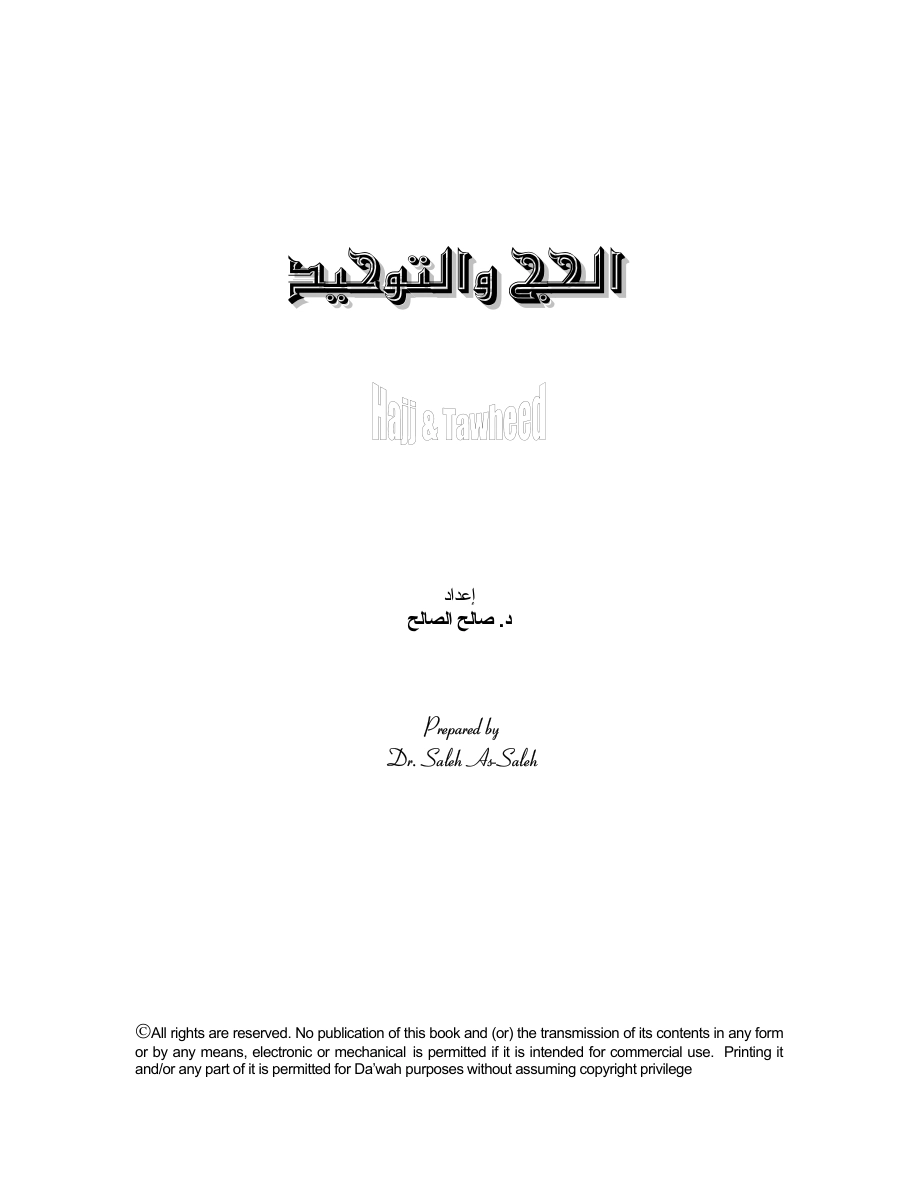 الحج والتوحيد
Hajj & Tawheed
إعداد
د. صالح الصالح
Prepared by
Dr. Saleh As-Saleh
©All rights are reserved. No publication of this book and (or) the transmission of its contents in any form
or by any means, electronic or mechanical is permitted if it is intended for commercial use. Printing it
and/or any part of it is permitted for Da’wah purposes without assuming copyright privilege